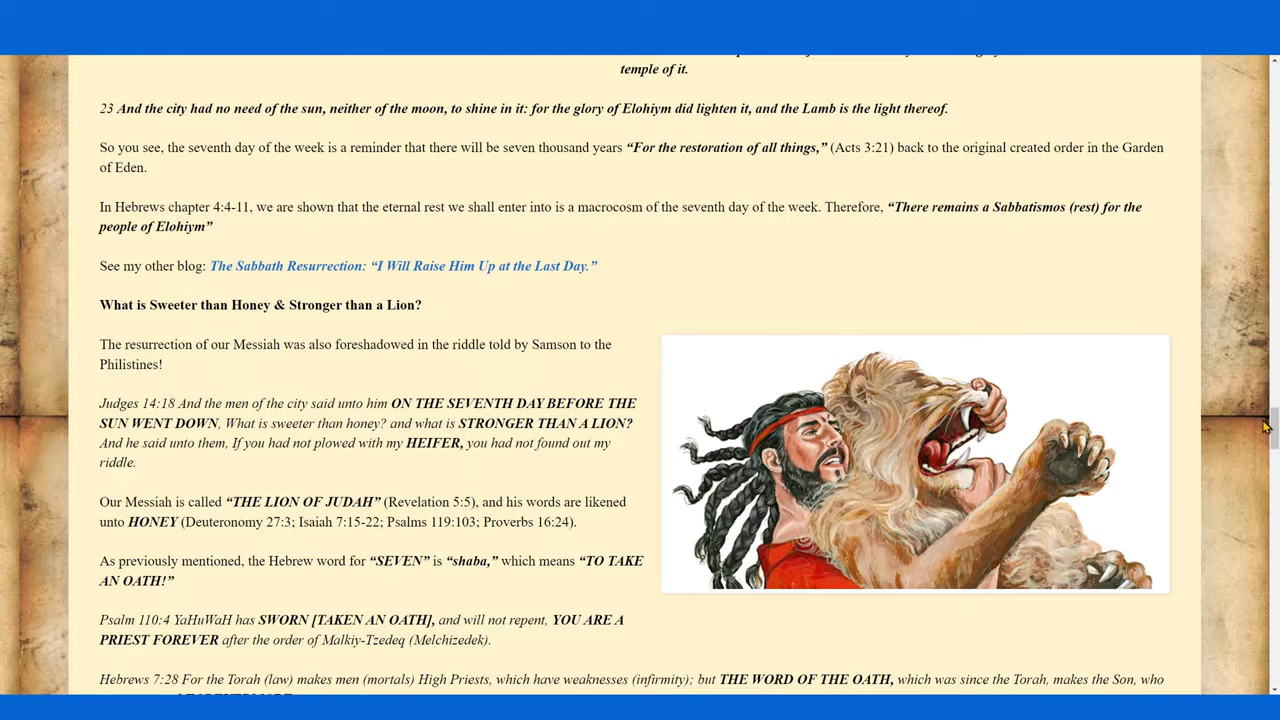 temple of it.
23 And the city had no need of the sun, neither of the moon, to shine in it: for the glory of Elohiym did lighten it, and the Lamb is the light thereof.
So you see, the seventh day of the week is a reminder that there will be seven thousand years “For the restoration of all things,” (Acts 3:21) back to the original created order in the Garden
of Eden.
In Hebrews chapter 4:4-11, we are shown that the eternal rest we shall enter into is a macrocosm of the seventh day of the week. Therefore, “There remains a Sabbatismos (rest) for the
people of Elohiym”
See my other blog: The Sabbath Resurrection: “I Will Raise Him Up at the Last Day.”
What is Sweeter than Honey & Stronger than a Lion?
The resurrection of our Messiah was also foreshadowed in the riddle told by Samson to the
Philistines!
Judges 14:18 And the men of the city said unto him ON THE SEVENTH DAY BEFORE THE
SUN WENT DOWN, What is sweeter than honey? and what is STRONGER THAN A LION?
And he said unto them, If you had not plowed with my HEIFER, you had not found out my
riddle.
Our Messiah is called “THE LION OF JUDAH” (Revelation 5:5), and his words are likened
unto HONEY (Deuteronomy 27:3; Isaiah 7:15-22; Psalms 119:103; Proverbs 16:24).
As previously mentioned, the Hebrew word for “SEVEN” is “shaba,” which means “TO TAKE
AN OATH!”
Psalm 110:4 YaHuWaH has SWORN [TAKEN AN OATH], and will not repent, YOU ARE A
PRIEST FOREVER after the order of Malkiy-Tzedeq (Melchizedek).
Hebrews 7:28 For the Torah (law) makes men (mortals) High Priests, which have weaknesses (infirmity); but THE WORD OF THE OATH, which was since the Torah, makes the Son, who